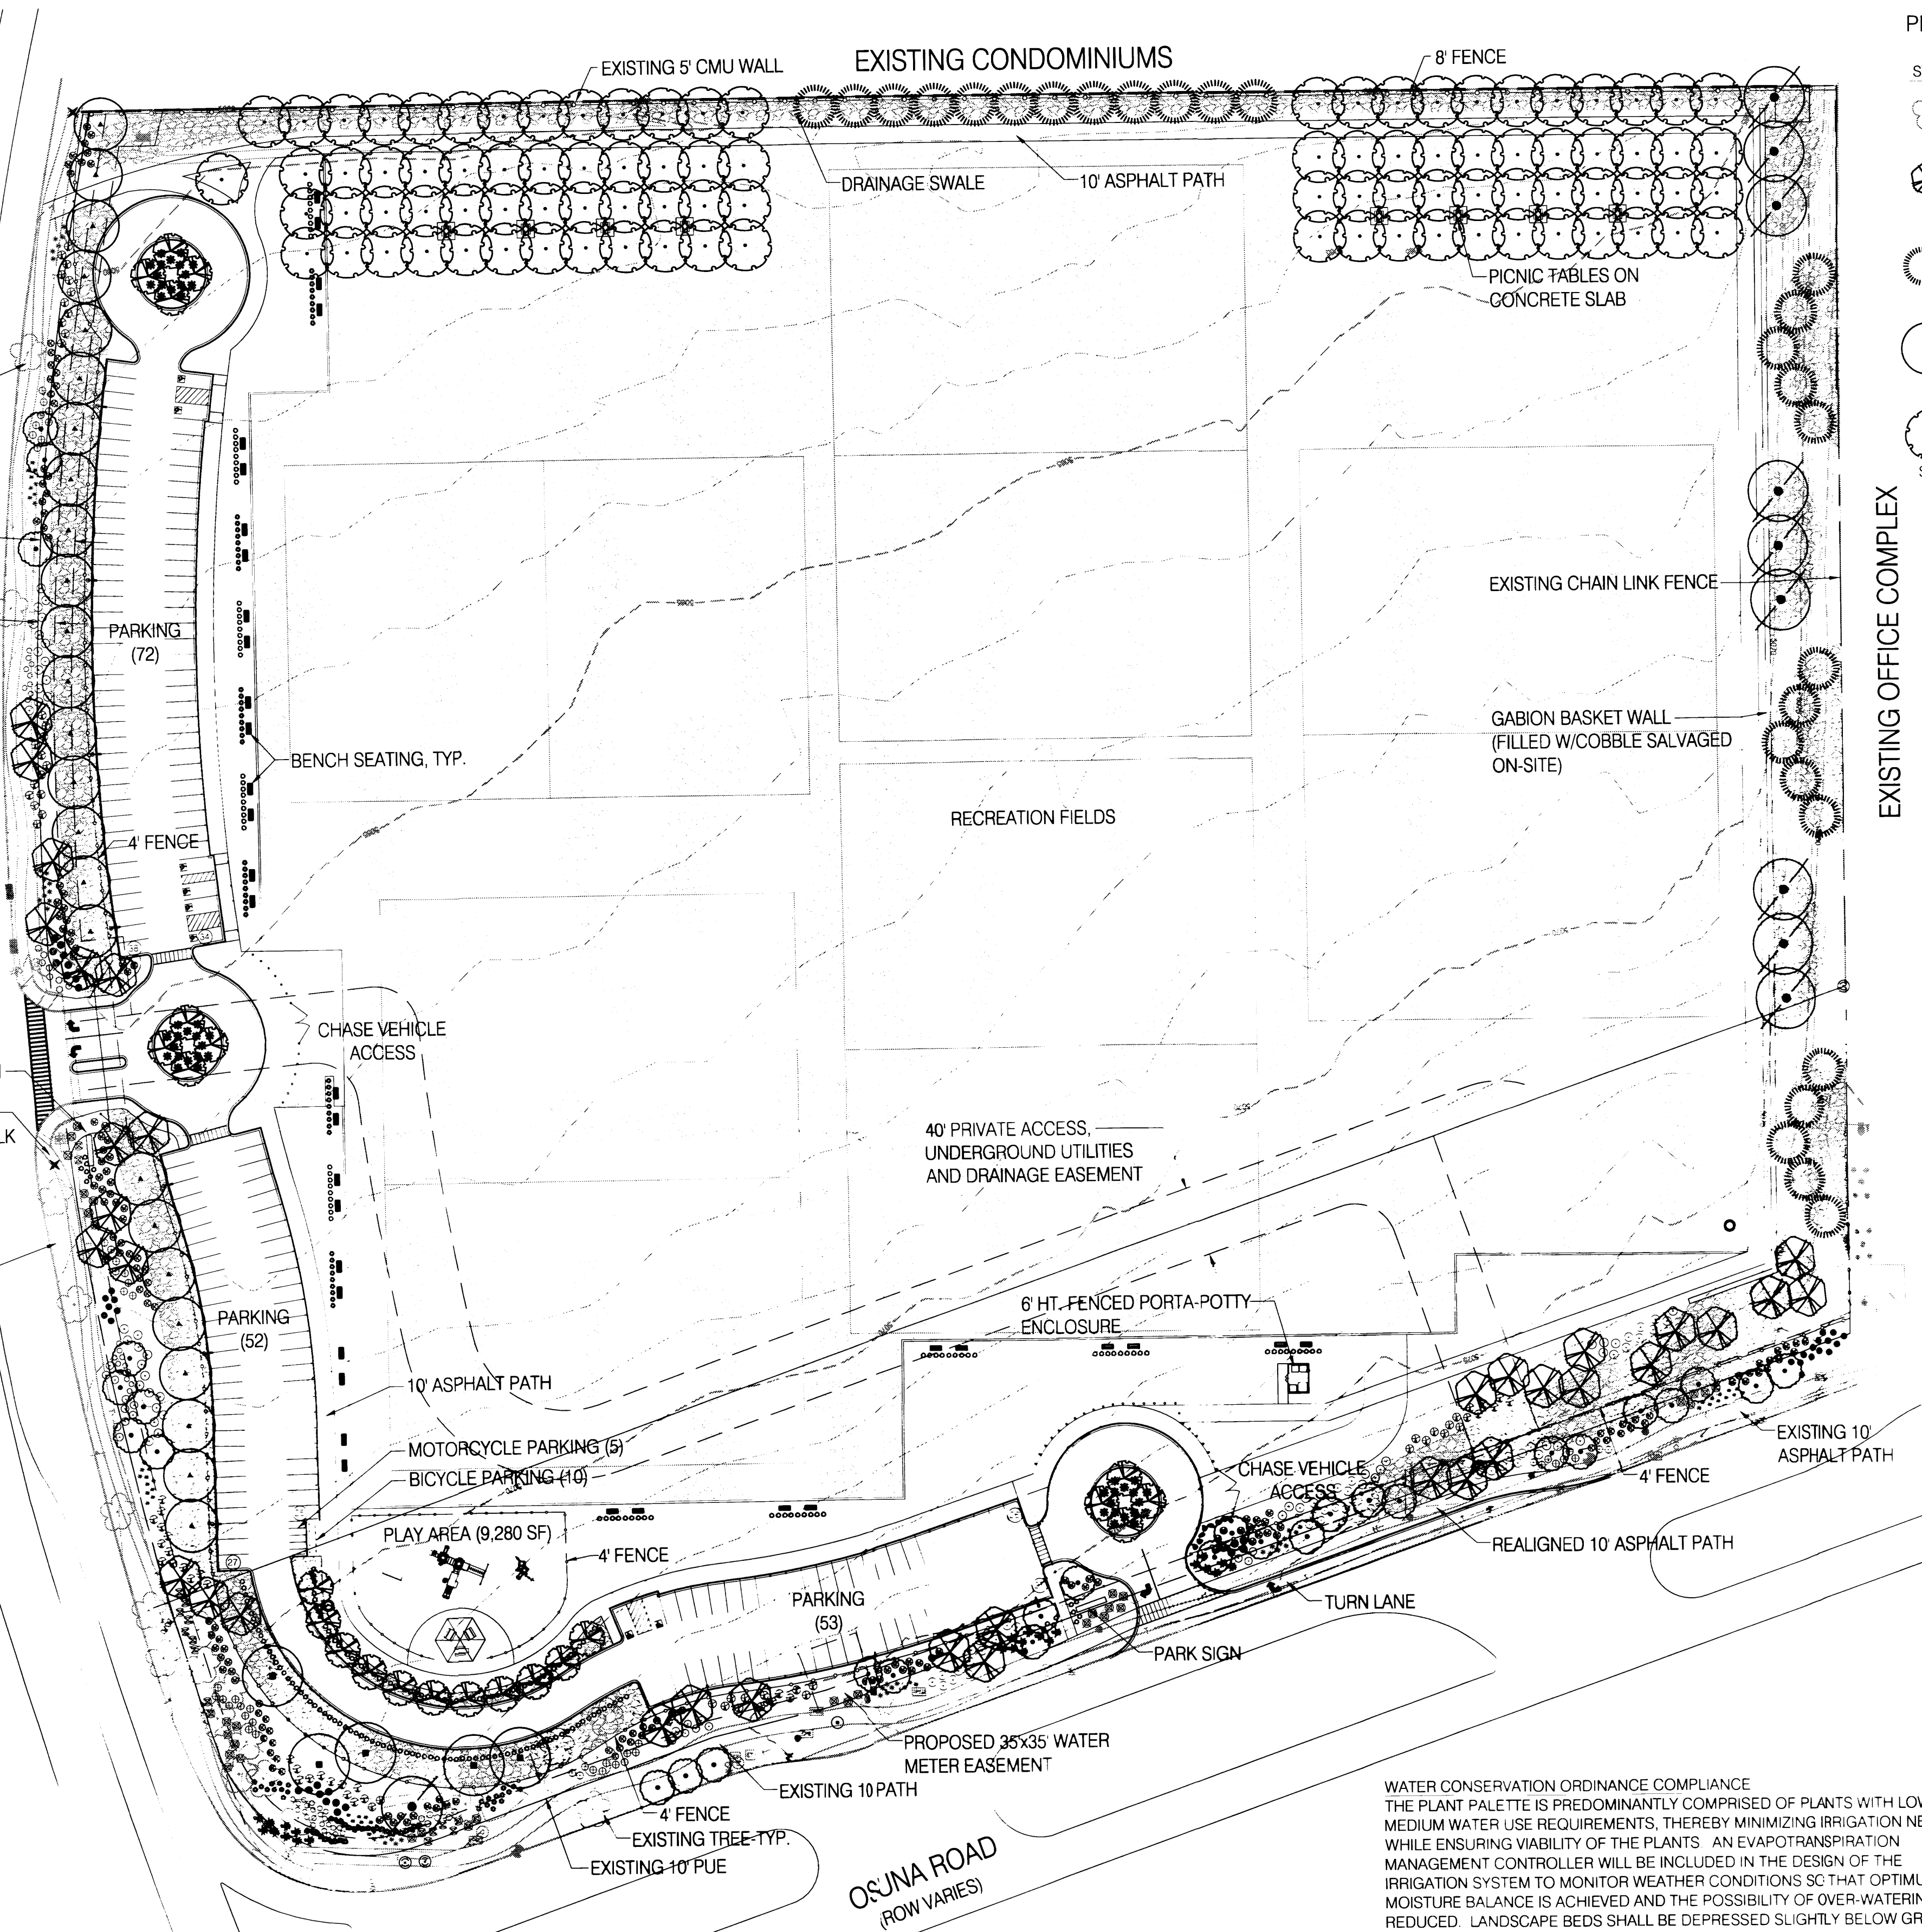 EXISTING CONDOMINIUMS
EXISTING 5' CMU WALL
8' FENCE
DRAINAGE SWALE
10' ASPHALT PATH
PICNIC TABLES ON
CONCRETE SLAB
EXISTING CHAIN LINK FENCE
EXISTING OFFICE COMPLEX
PARKING
(72)
GABION BASKET WALL
(FILLED W/COBBLE SALVAGED
ON-SITE)
BENCH SEATING, TYP.
RECREATION FIELDS
4' FENCE
38
34
CHASE VEHICLE
ACCESS
LK
40' PRIVATE ACCESS,
UNDERGROUND UTILITIES
AND DRAINAGE EASEMENT
PARKING
(52)
6' HT. FENCED PORTA-POTTY
ENCLOSURE
10' ASPHALT PATH
MOTORCYCLE PARKING (5)
BICYCLE PARKING (10)
EXISTING 10'
ASPHALT PATH
CHASE VEHICLE
ACCESS
4' FENCE
PLAY AREA (9,280 SF)
4' FENCE
REALIGNED 10' ASPHALT PATH
27
PARKING
(53)
TURN LANE
PARK SIGN
PROPOSED 35'x35' WATER
METER EASEMENT
EXISTING 10 PATH
4' FENCE
EXISTING TREE-TYP.
EXISTING 10' PUE
OSUNA ROAD
(ROW VARIES)
WATER CONSERVATION ORDINANCE COMPLIANCE
THE PLANT PALETTE IS PREDOMINANTLY COMPRISED OF PLANTS WITH LOW
MEDIUM WATER USE REQUIREMENTS, THEREBY MINIMIZING IRRIGATION NE
WHILE ENSURING VIABILITY OF THE PLANTS. AN EVAPOTRANSPIRATION
MANAGEMENT CONTROLLER WILL BE INCLUDED IN THE DESIGN OF THE
IRRIGATION SYSTEM TO MONITOR WEATHER CONDITIONS SO THAT OPTIMU
MOISTURE BALANCE IS ACHIEVED AND THE POSSIBILITY OF OVER-WATERIN
REDUCED. LANDSCAPE BEDS SHALL BE DEPRESSED SLIGHTLY BELOW GR